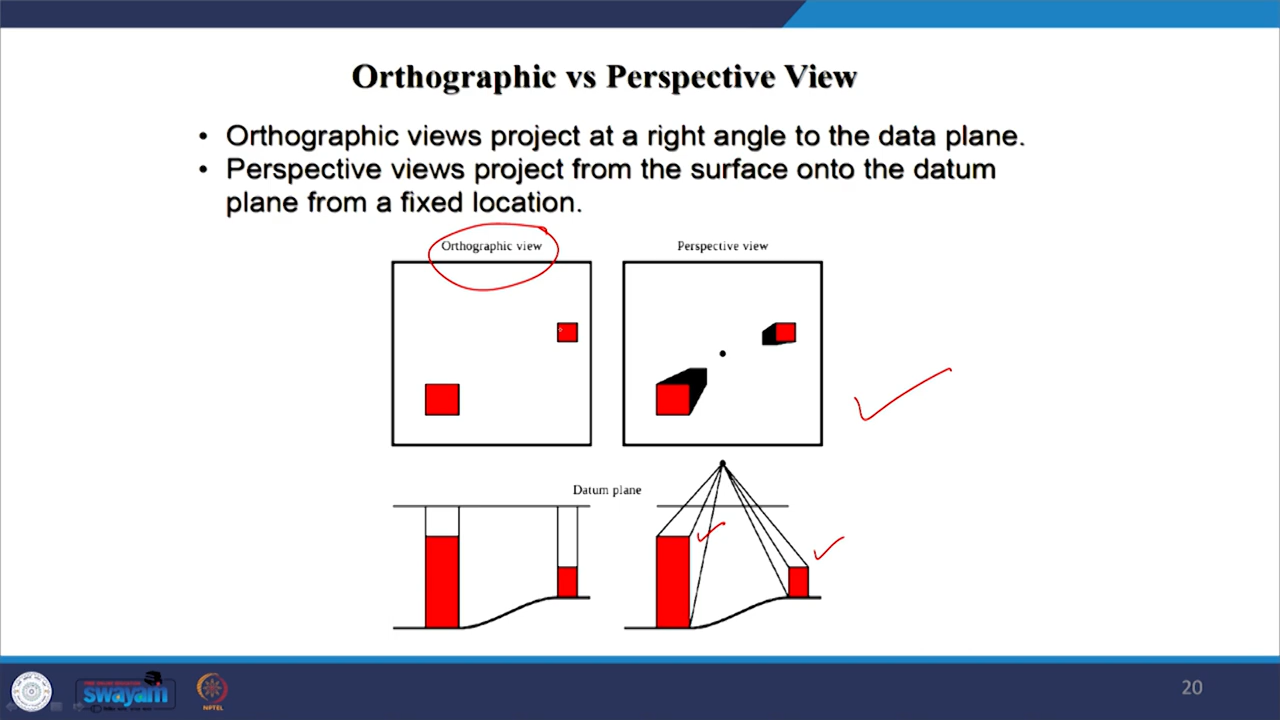 Orthographic vs Perspective View
• Orthographic views project at a right angle to the data plane.
• Perspective views project from the surface onto the datum
plane from a fixed location.
Orthographic view
Perspective view
Datum plane
swayam
NPTEL
20